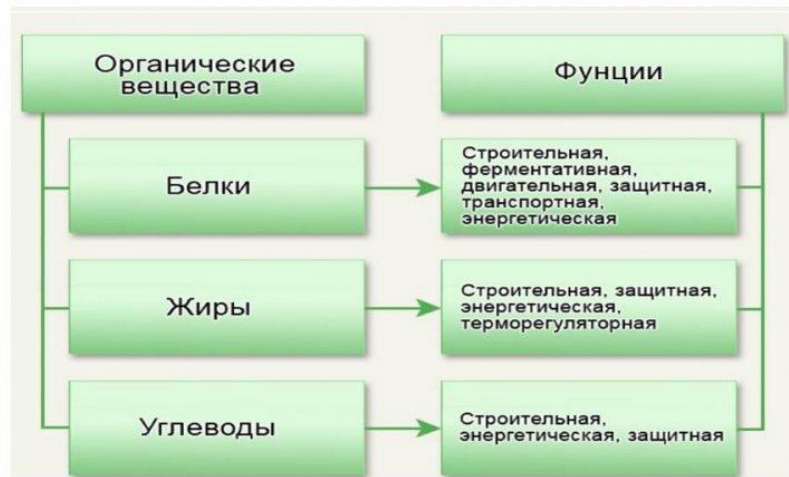 Органические
вещества
Фунции
Белки
Строительная,
ферментативная,
двигательная, защитная,
транспортная,
энергетическая
Жиры
Строительная, защитная,
энергетическая,
терморегуляторная
Углеводы
Строительная,
энергетическая, защитная